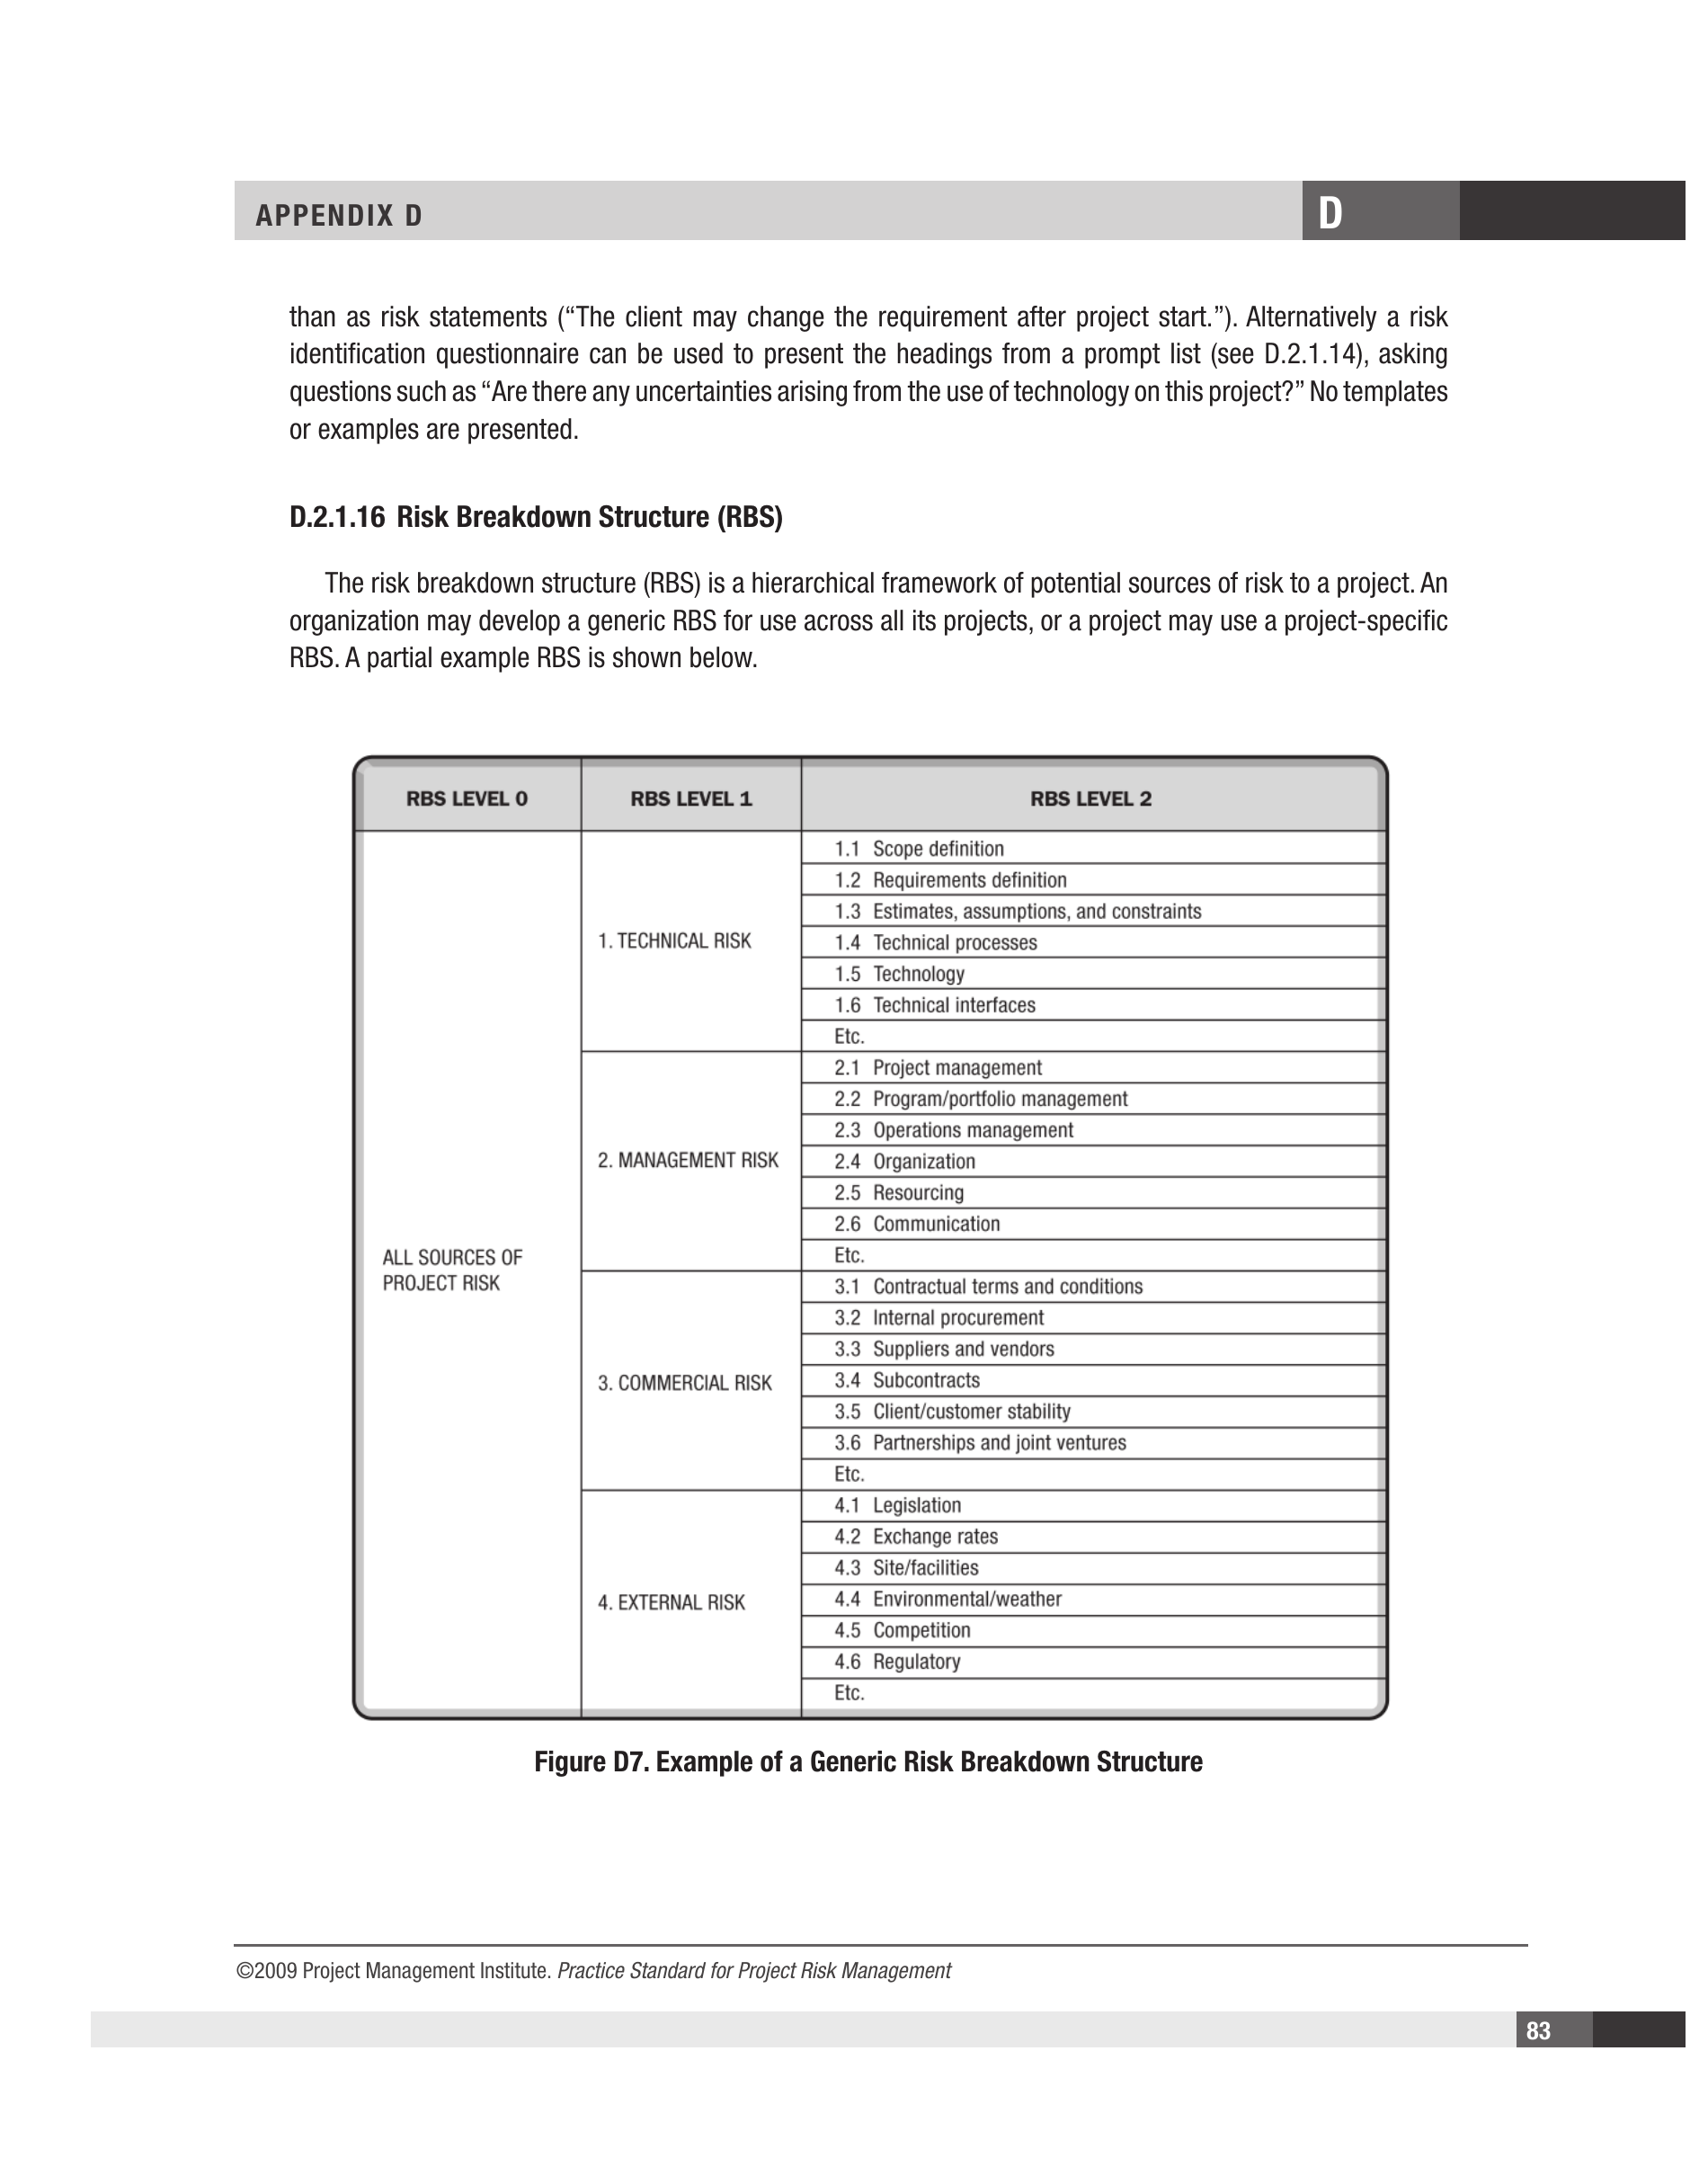 APPENDIX D
D
than as risk statements (“The client may change the requirement after project start.”). Alternatively a risk
identification questionnaire can be used to present the headings from a prompt list (see D.2.1.14), asking
questions such as “Are there any uncertainties arising from the use of technology on this project?” No templates
or examples are presented.
D.2.1.16 Risk Breakdown Structure (RBS)
The risk breakdown structure (RBS) is a hierarchical framework of potential sources of risk to a project. An
organization may develop a generic RBS for use across all its projects, or a project may use a project-specific
RBS. A partial example RBS is shown below.
RBS LEVEL 0
RBS LEVEL 1
RBS LEVEL 2
ALL SOURCES OF
PROJECT RISK
1. TECHNICAL RISK
1.1 Scope definition
1.2 Requirements definition
1.3 Estimates, assumptions, and constraints
1.4 Technical processes
1.5 Technology
1.6 Technical interfaces
Etc.
2. MANAGEMENT RISK
2.1 Project management
2.2 Program/portfolio management
2.3 Operations management
2.4 Organization
2.5 Resourcing
2.6 Communication
Etc.
3. COMMERCIAL RISK
3.1 Contractual terms and conditions
3.2 Internal procurement
3.3 Suppliers and vendors
3.4 Subcontracts
3.5 Client/customer stability
3.6 Partnerships and joint ventures
Etc.
4. EXTERNAL RISK
4.1 Legislation
4.2 Exchange rates
4.3 Site/facilities
4.4 Environmental/weather
4.5 Competition
4.6 Regulatory
Etc.
Figure D7. Example of a Generic Risk Breakdown Structure
©2009 Project Management Institute. Practice Standard for Project Risk Management
83